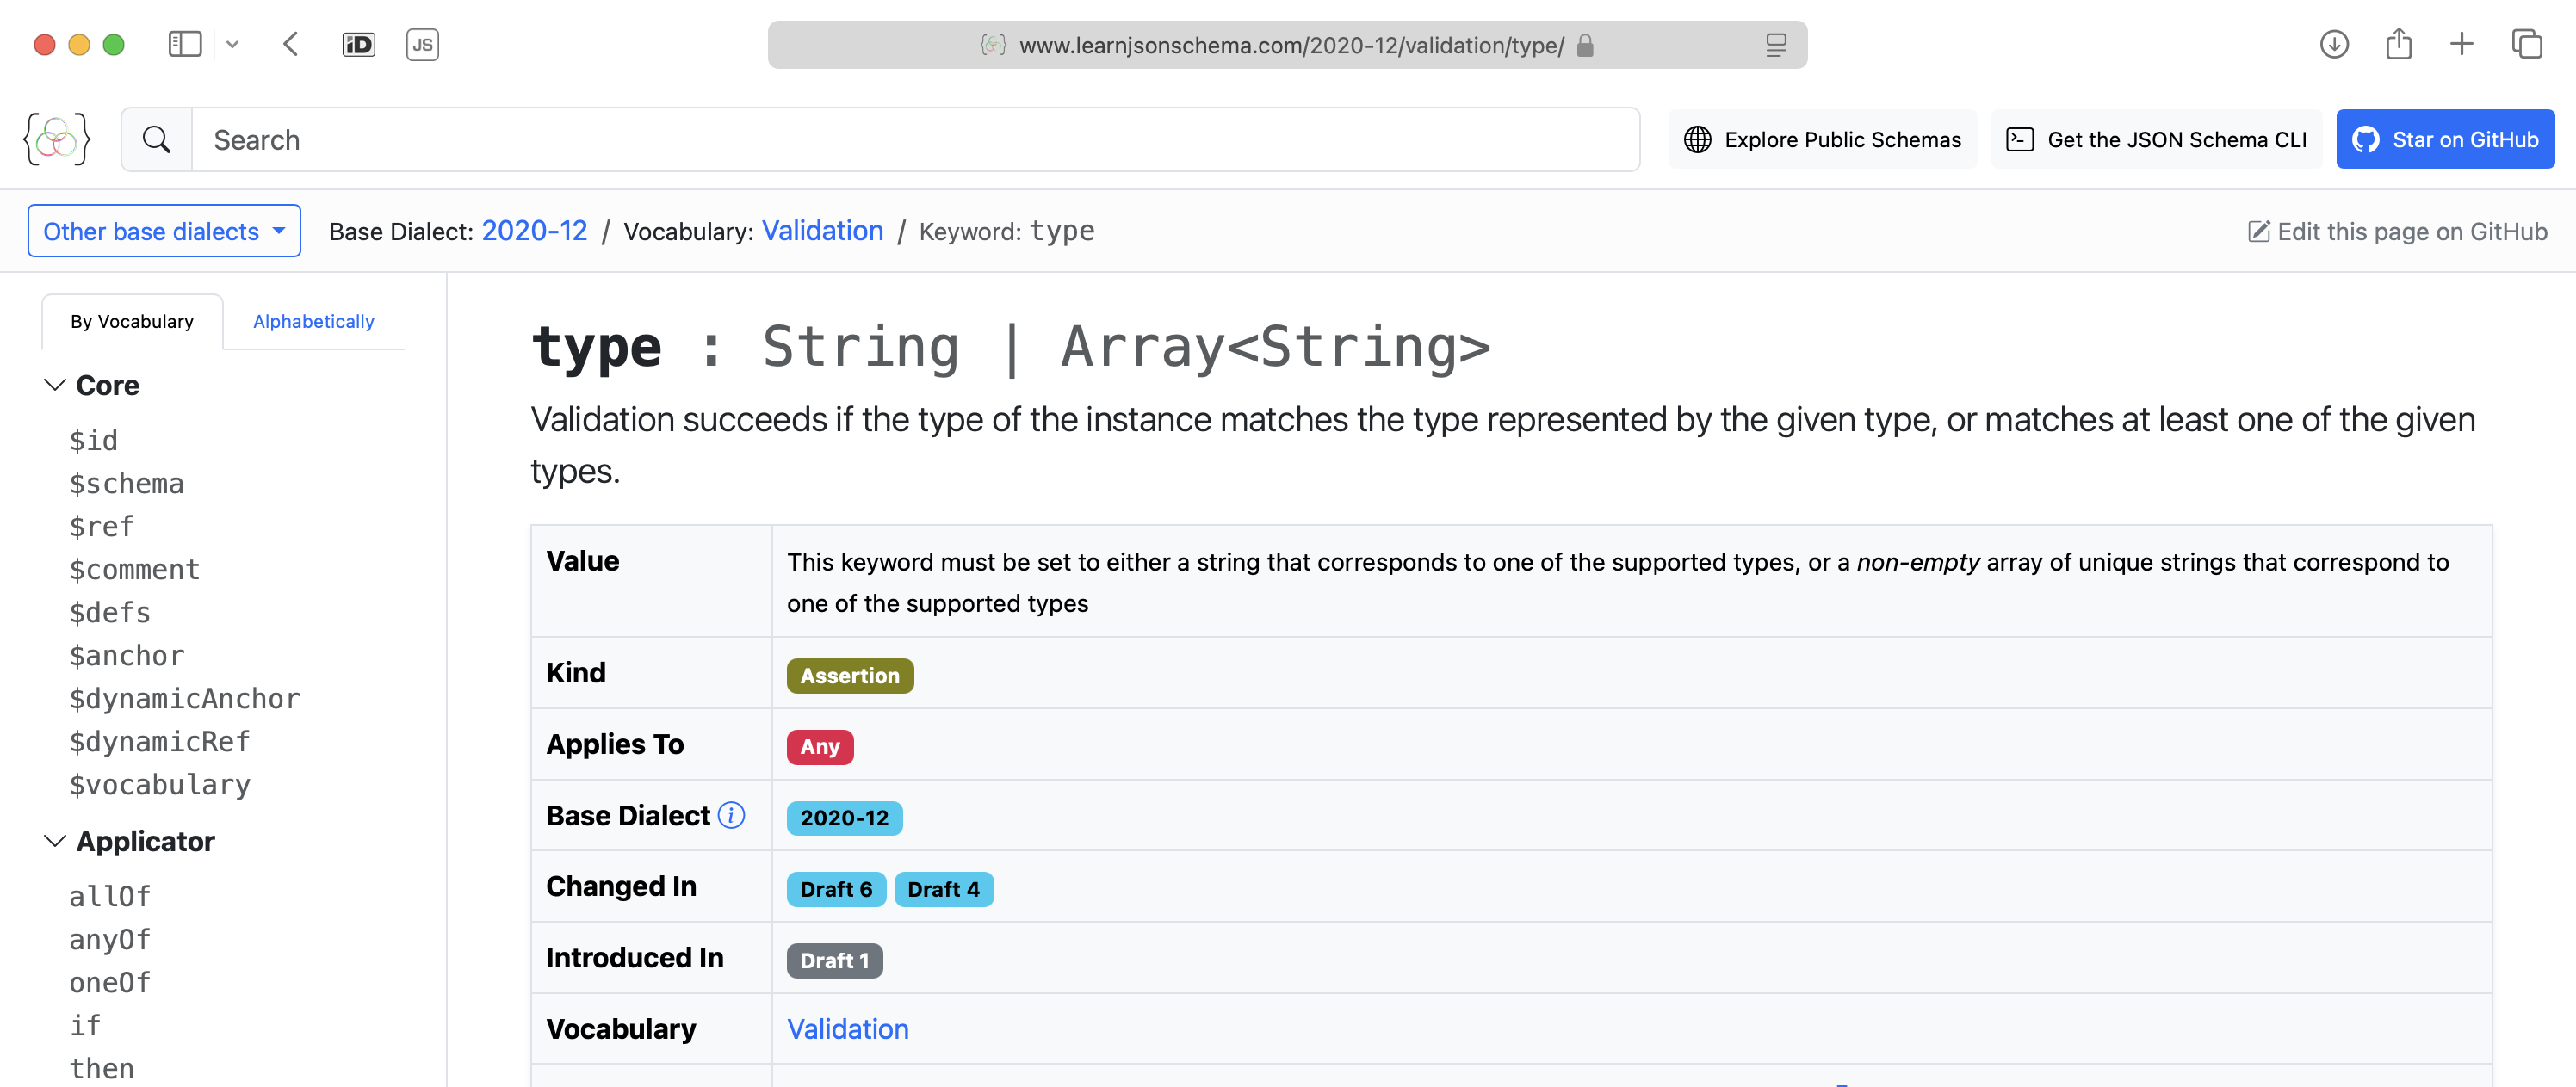 iD
JS
www.learnjsonschema.com/2020-12/validation/type/
Search
Explore Public Schemas
Get the JSON Schema CLI
Star on GitHub
Other base dialects
Base Dialect: 2020-12 / Vocabulary: Validation / Keyword: type
Edit this page on GitHub
By Vocabulary
Alphabetically
Core
$id
$schema
$ref
$comment
$defs
$anchor
$dynamicAnchor
$dynamicRef
$vocabulary
Applicator
allOf
anyOf
oneOf
if
then
type : String | Array<String>
Validation succeeds if the type of the instance matches the type represented by the given type, or matches at least one of the given
types.
Value
This keyword must be set to either a string that corresponds to one of the supported types, or a non-empty array of unique strings that correspond to
one of the supported types
Kind
Assertion
Applies To
Any
Base Dialect
2020-12
Changed In
Draft 6 Draft 4
Introduced In
Draft 1
Vocabulary
Validation